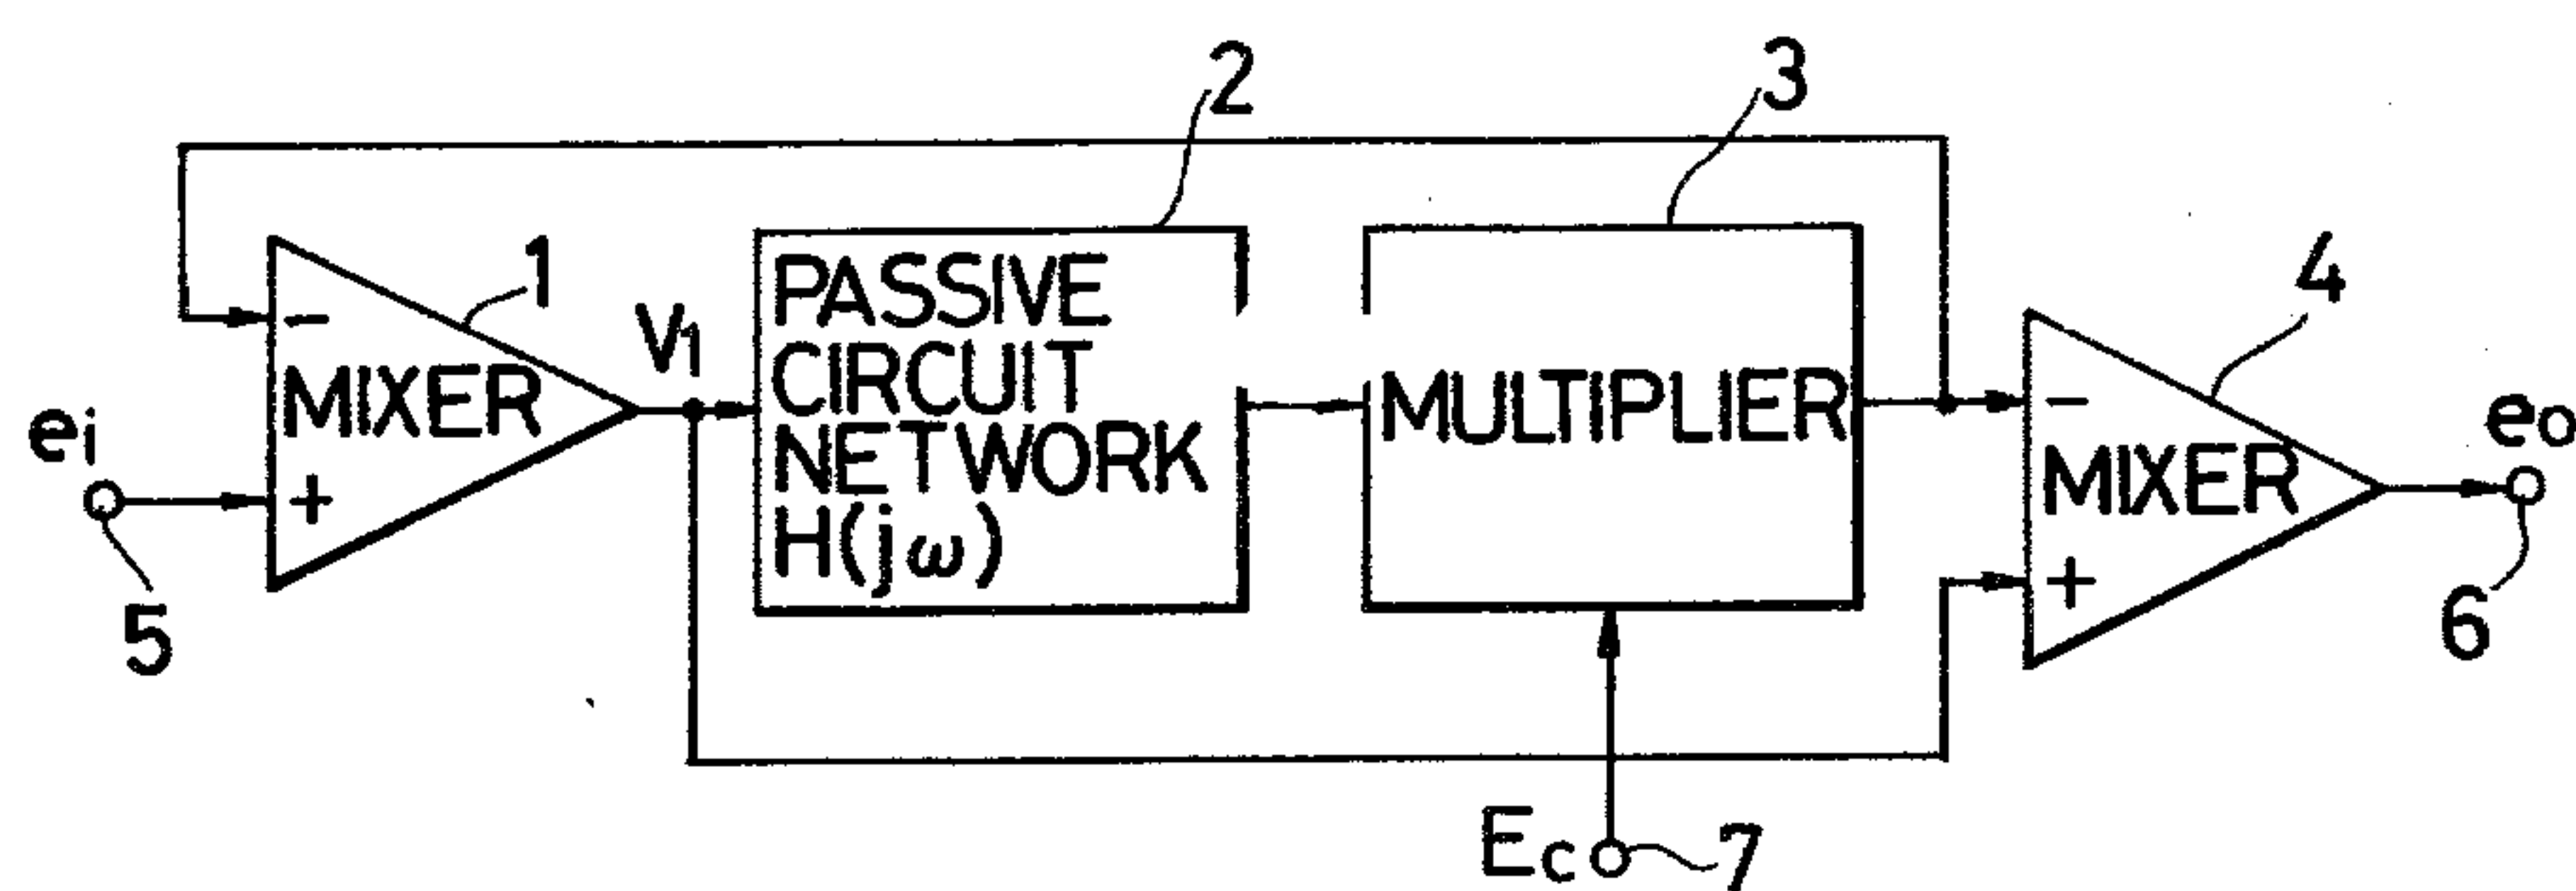 2
3
1
4
PASSIVE
CIRCUIT
NETWORK
H(jω)
V1
- MIXER +
MULTIPLIER
- MIXER +
ei
eo
5
6
Ec
7